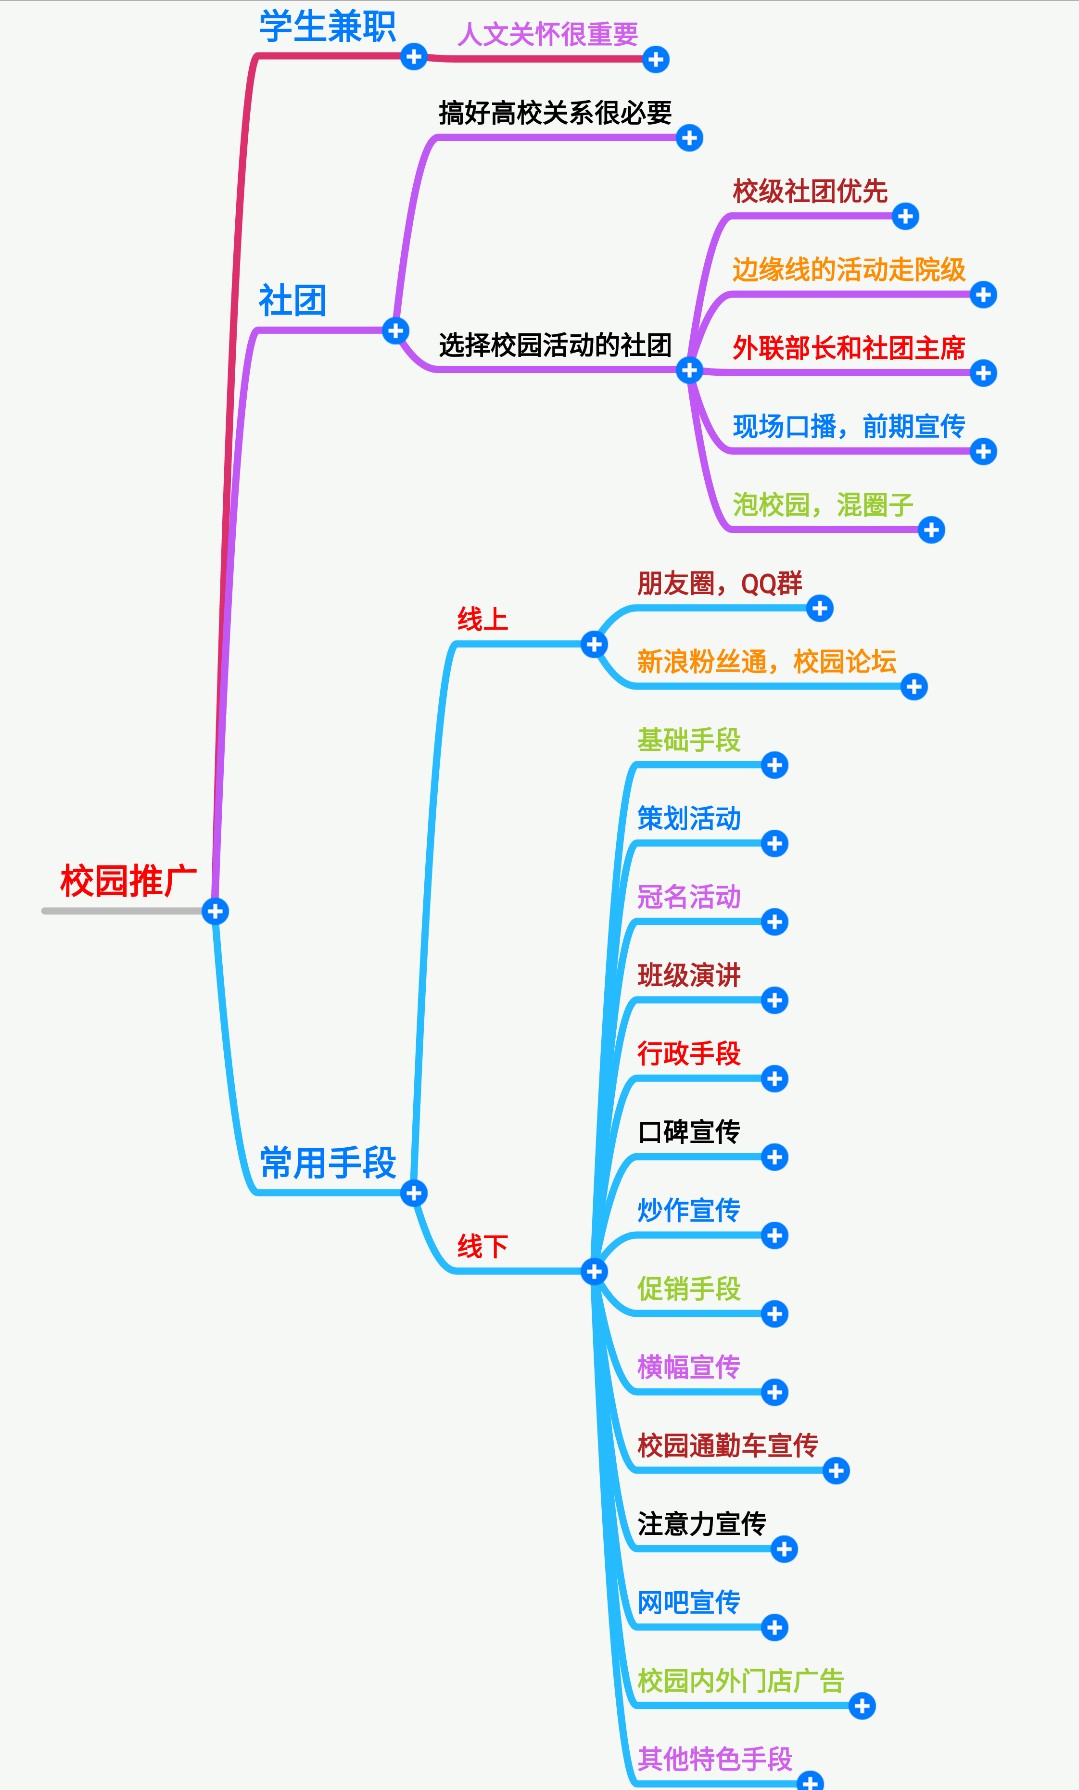 学生兼职
人文关怀很重要
搞好高校关系很必要
校级社团优先
边缘线的活动走院级
社团
选择校园活动的社团
外联部长和社团主席
现场口播，前期宣传
泡校园，混圈子
朋友圈，QQ群
线上
新浪粉丝通，校园论坛
基础手段
策划活动
校园推广
冠名活动
班级演讲
行政手段
口碑宣传
常用手段
炒作宣传
线下
促销手段
横幅宣传
校园通勤车宣传
注意力宣传
网吧宣传
校园内外门店广告
其他特色手段